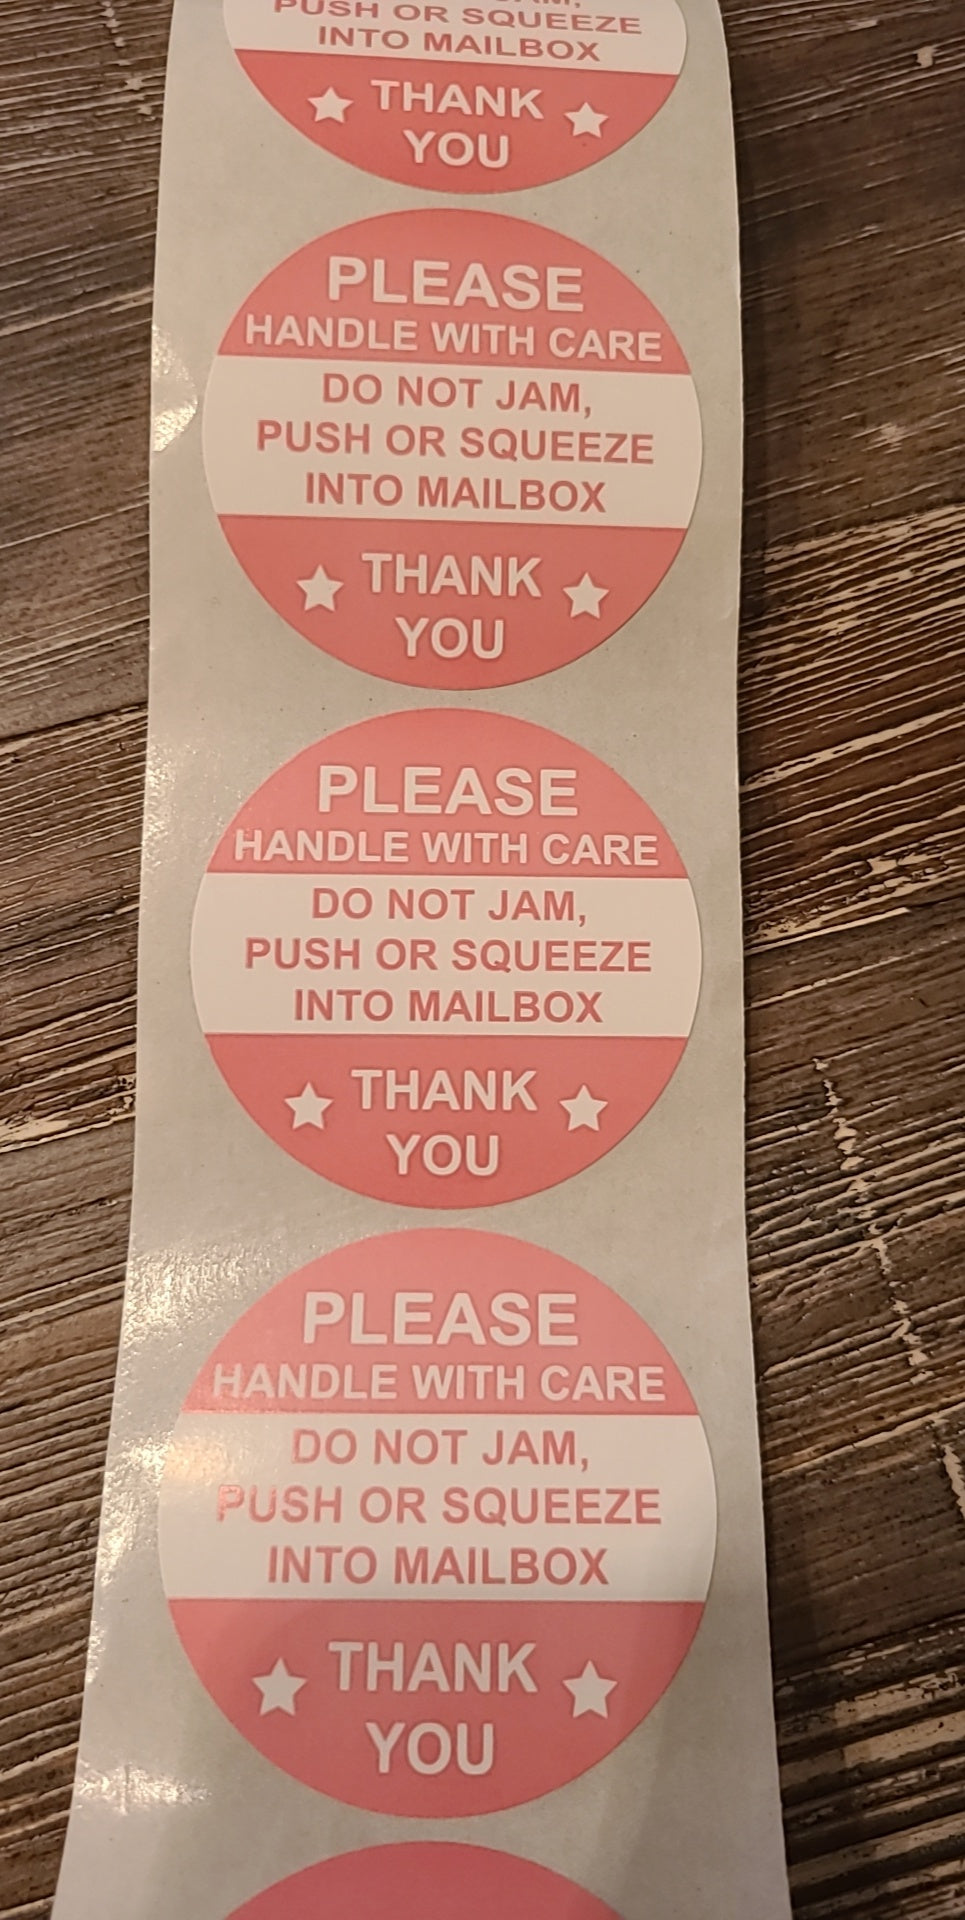 PUSH OR SQUEEZE
INTO MAILBOX
THANK
YOU
PLEASE
HANDLE WITH CARE
DO NOT JAM,
PUSH OR SQUEEZE
INTO MAILBOX
THANK
YOU
PLEASE
HANDLE WITH CARE
DO NOT JAM,
PUSH OR SQUEEZE
INTO MAILBOX
THANK
YOU
PLEASE
HANDLE WITH CARE
DO NOT JAM,
PUSH OR SQUEEZE
INTO MAILBOX
THANK
YOU